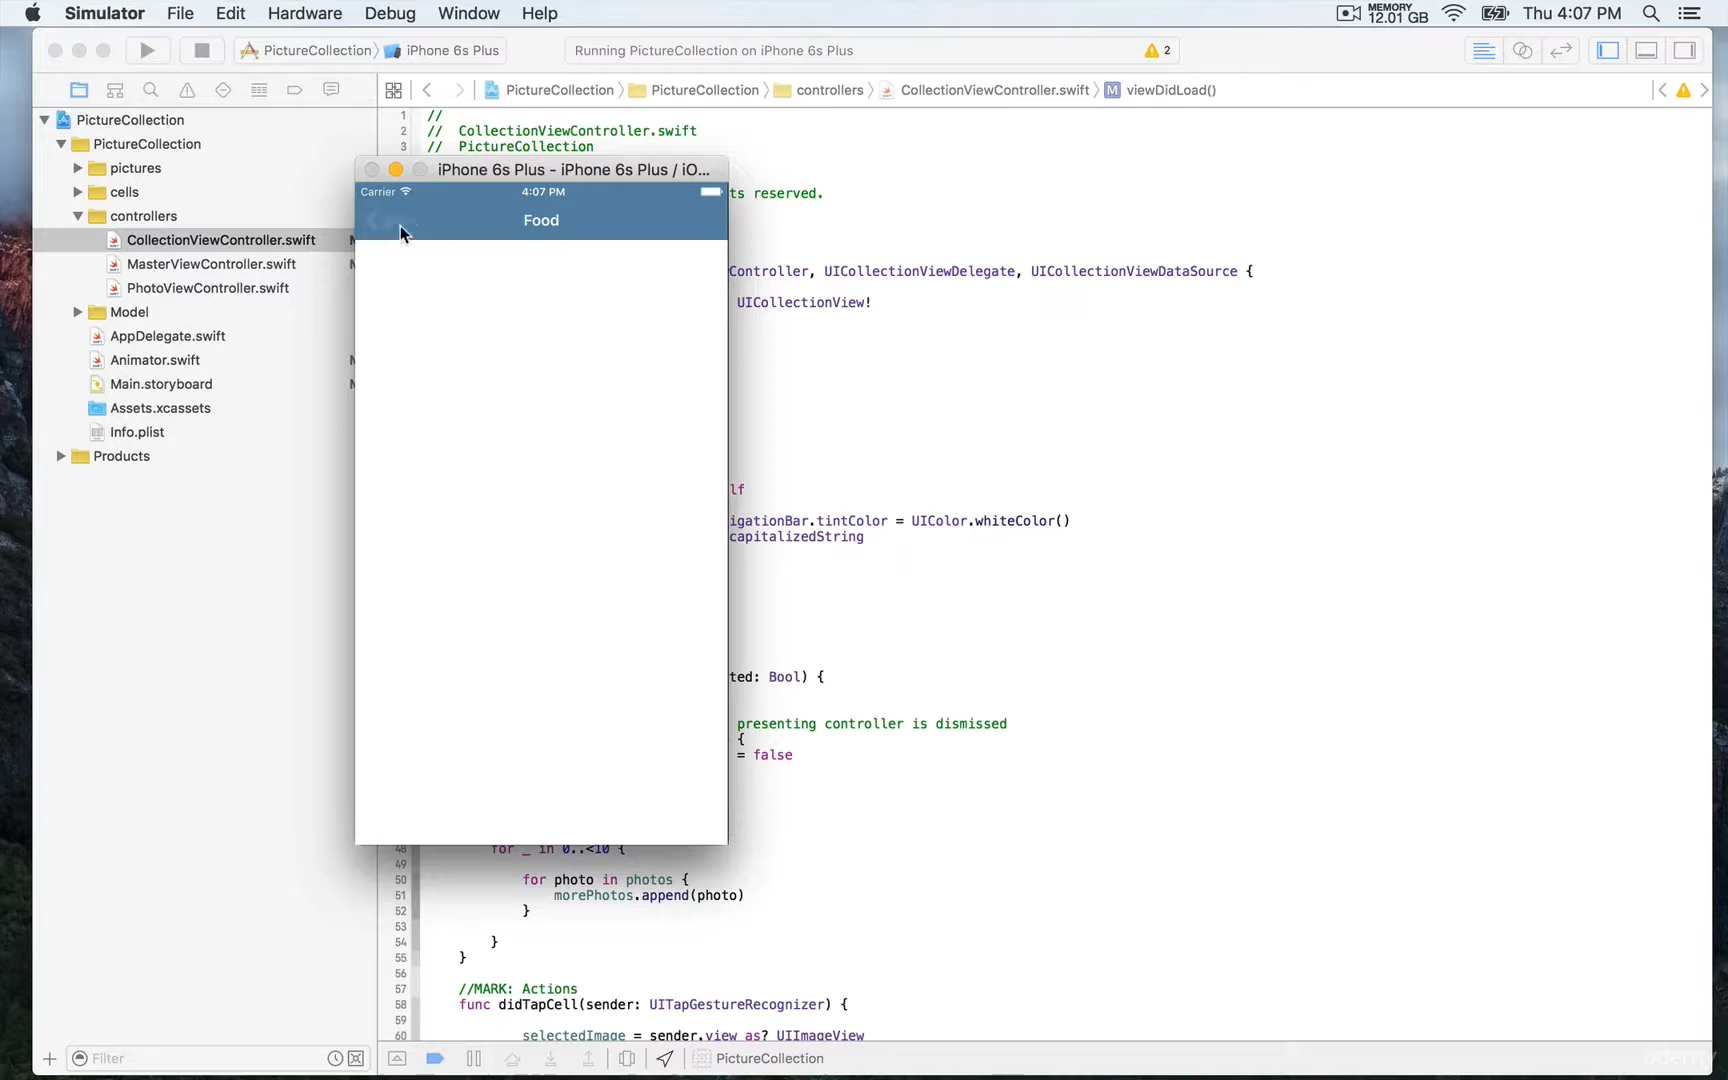 Simulator File Edit Hardware Debug Window Help MEMORY 12.01 GB Thu 4:07 PM
PictureCollection iPhone 6s Plus Running PictureCollection on iPhone 6s Plus 2
PictureCollection PictureCollection controllers CollectionViewController.swift M viewDidLoad()
PictureCollection
PictureCollection
pictures
cells
controllers
CollectionViewController.swift
MasterViewController.swift
PhotoViewController.swift
Model
AppDelegate.swift
Animator.swift
Main.storyboard
Assets.xcassets
Info.plist
Products
Filter
iPhone 6s Plus - iPhone 6s Plus / iO...
Carrier 4:07 PM
Food
1 //
2 // CollectionViewController.swift
3 // PictureCollection
ts reserved.
Controller, UICollectionViewDelegate, UICollectionViewDataSource {
UICollectionView!
lf
igationBar.tintColor = UIColor.whiteColor()
capitalizedString
ted: Bool) {
presenting controller is dismissed
{
= false
48 for _ in 0..<10 {
49
50 for photo in photos {
51 morePhotos.append(photo)
52 }
53
54 }
55 }
56
57 //MARK: Actions
58 func didTapCell(sender: UITapGestureRecognizer) {
59
60 selectedImage = sender.view as? UIImageView
PictureCollection
udemy